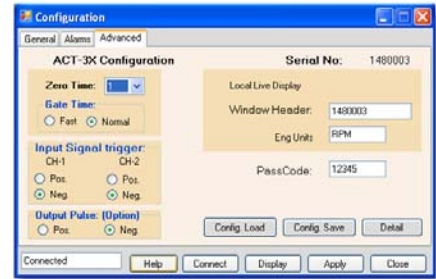 Configuration
General Alarms Advanced
ACT-3X Configuration
Serial No: 1480003
Zero Time: 1
Gate Time:
Fast Normal
Local Live Display
Window Header: 1480003
Eng Units RPM
Input Signal trigger:
CH-1 CH-2
Pos. Pos.
Neg Neg.
PassCode: 12345
Output Pulse: (Option)
Pos. Neg.
Config. Load Config. Save Detail
Connected Help Connect Display Apply Close